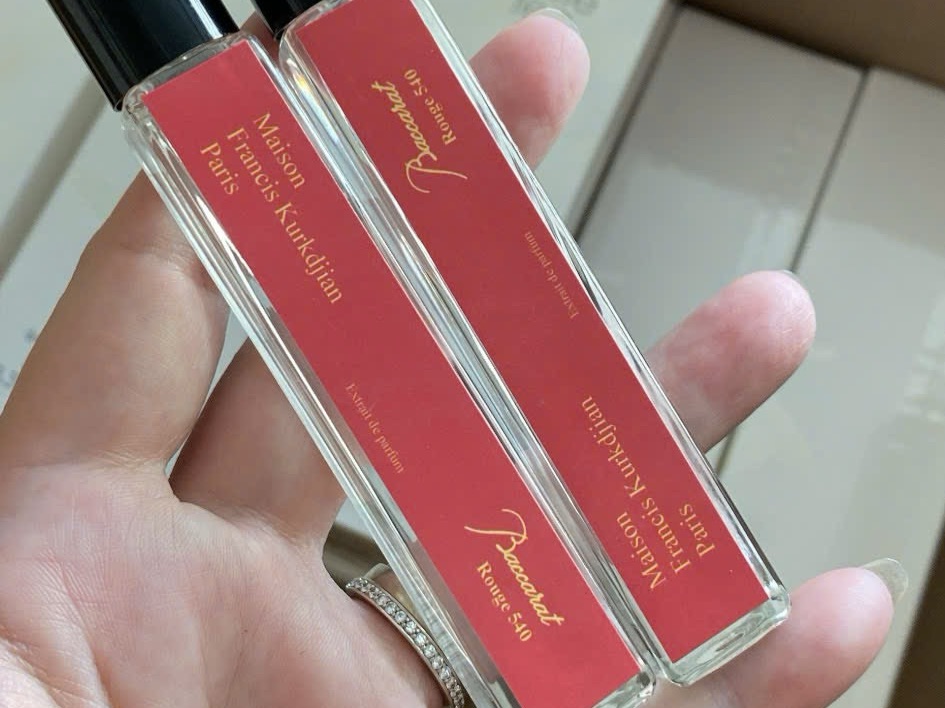 Maison
Francis Kurkdjian
Paris
Extrait de parfum
Baccarat
Rouge 540
Maison
Francis Kurkdjian
Paris
Extrait de parfum
Baccarat
Rouge 540